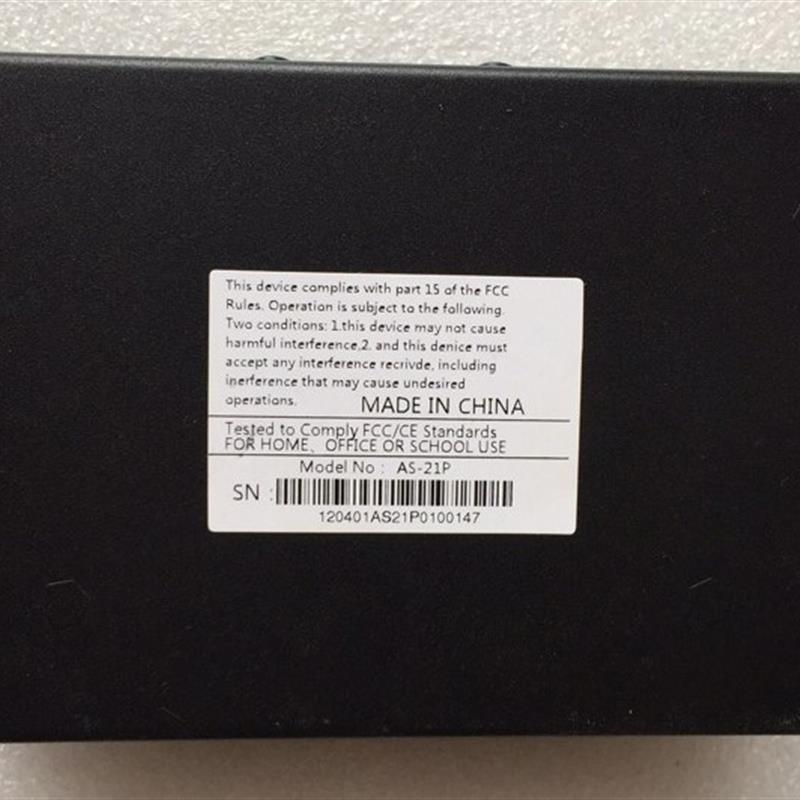 This device complies with part 15 of the FCC
Rules. Operation is subject to the following.
Two conditions: 1.this device may not cause
harmful interference,2. and this denice must
accept any interference recrivde, including
inerference that may cause undesired
operations. MADE IN CHINA
Tested to Comply FCC/CE Standards
FOR HOME、OFFICE OR SCHOOL USE
Model No : AS-21P
SN :
120401AS21P0100147